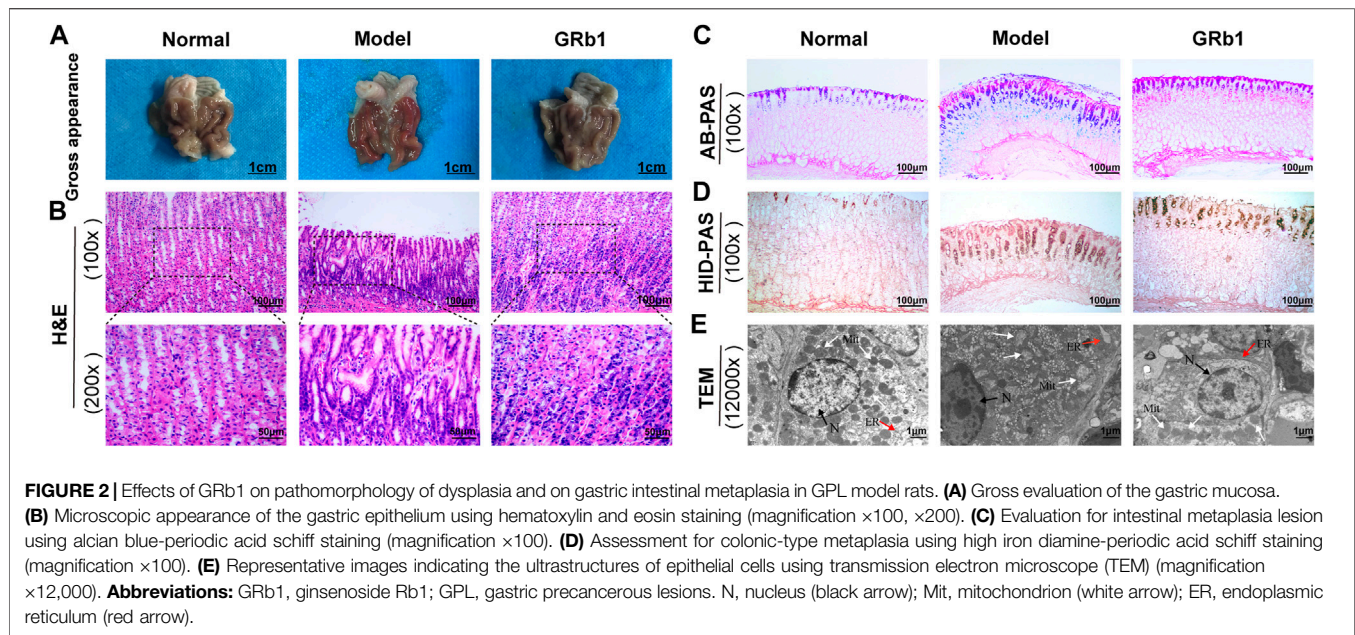 A
Normal
Model
GRb1
Gross appearance
1cm
1cm
1cm
B
H&E
(100x)
100μm
100μm
100μm
(200x)
50μm
50μm
50μm
C
Normal
Model
GRb1
AB-PAS
(100x)
100μm
100μm
100μm
D
HID-PAS
(100x)
100μm
100μm
100μm
E
TEM
(12000x)
Mit
N
ER
1μm
ER
Mit
N
1μm
ER
N
Mit
1μm
FIGURE 2 | Effects of GRb1 on pathomorphology of dysplasia and on gastric intestinal metaplasia in GPL model rats. (A) Gross evaluation of the gastric mucosa.
(B) Microscopic appearance of the gastric epithelium using hematoxylin and eosin staining (magnification ×100, ×200). (C) Evaluation for intestinal metaplasia lesion
using alcian blue-periodic acid schiff staining (magnification ×100). (D) Assessment for colonic-type metaplasia using high iron diamine-periodic acid schiff staining
(magnification ×100). (E) Representative images indicating the ultrastructures of epithelial cells using transmission electron microscope (TEM) (magnification
×12,000). Abbreviations: GRb1, ginsenoside Rb1; GPL, gastric precancerous lesions. N, nucleus (black arrow); Mit, mitochondrion (white arrow); ER, endoplasmic
reticulum (red arrow).